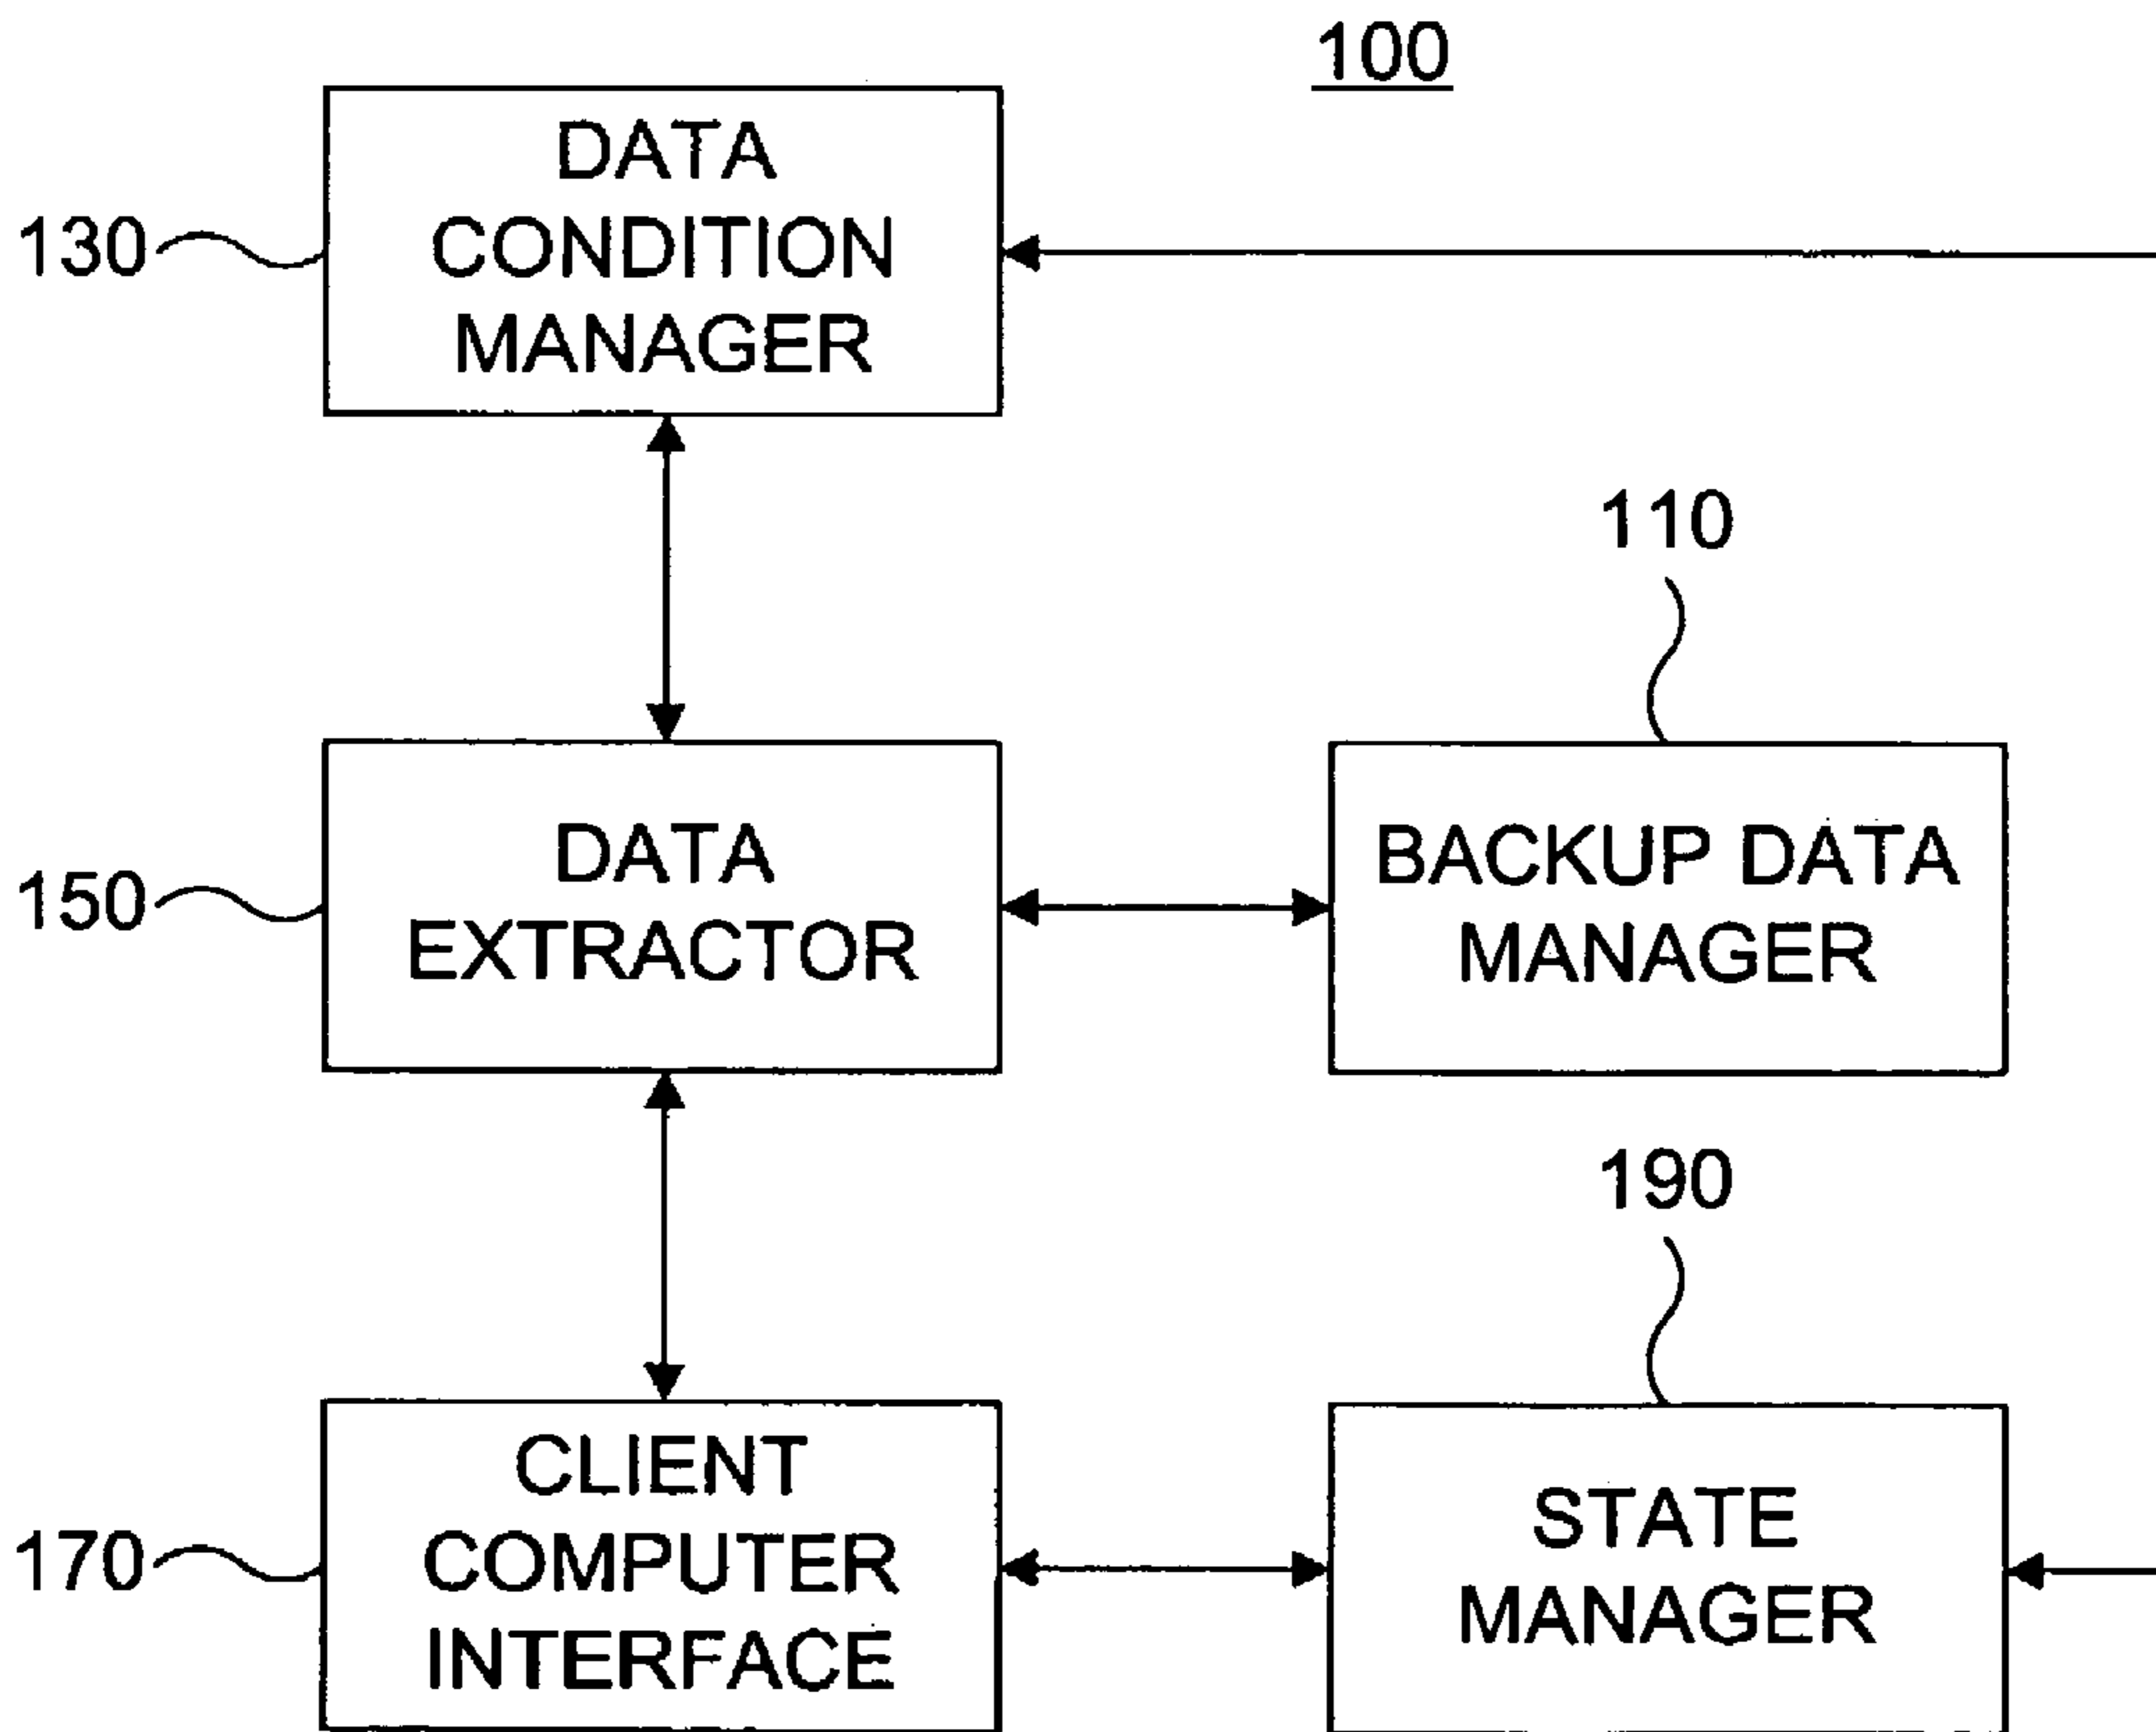 100
DATA
CONDITION
MANAGER
130
110
DATA
EXTRACTOR
150
BACKUP DATA
MANAGER
190
CLIENT
COMPUTER
INTERFACE
170
STATE
MANAGER